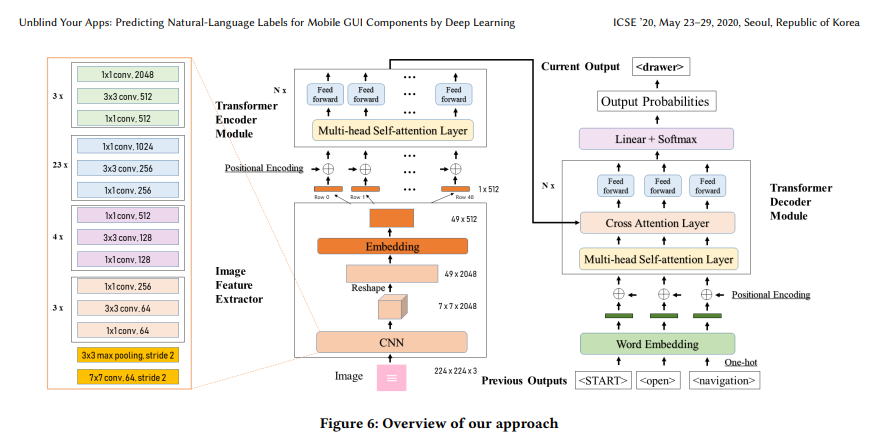 Unblind Your Apps: Predicting Natural-Language Labels for Mobile GUI Components by Deep Learning
ICSE ’20, May 23–29, 2020, Seoul, Republic of Korea
3 x
1x1 conv, 2048
3x3 conv, 512
1x1 conv, 512
23 x
1x1 conv, 1024
3x3 conv, 256
1x1 conv, 256
4 x
1x1 conv, 512
3x3 conv, 128
1x1 conv, 128
3 x
1x1 conv, 256
3x3 conv, 64
1x1 conv, 64
3x3 max pooling, stride 2
7x7 conv, 64, stride 2
Transformer
Encoder
Module
N x
Feed
forward
Feed
forward
...
Feed
forward
...
Multi-head Self-attention Layer
...
Positional Encoding
...
1 x 512
Row 0
Row 1
Row 48
Image
Feature
Extractor
49 x 512
Embedding
49 x 2048
Reshape
7 x 7 x 2048
CNN
Image
224 x 224 x 3
Current Output
<drawer>
Output Probabilities
Linear + Softmax
N x
Feed
forward
Feed
forward
Feed
forward
Cross Attention Layer
Multi-head Self-attention Layer
Transformer
Decoder
Module
Positional Encoding
Word Embedding
One-hot
Previous Outputs
<START>
<open>
<navigation>
Figure 6: Overview of our approach